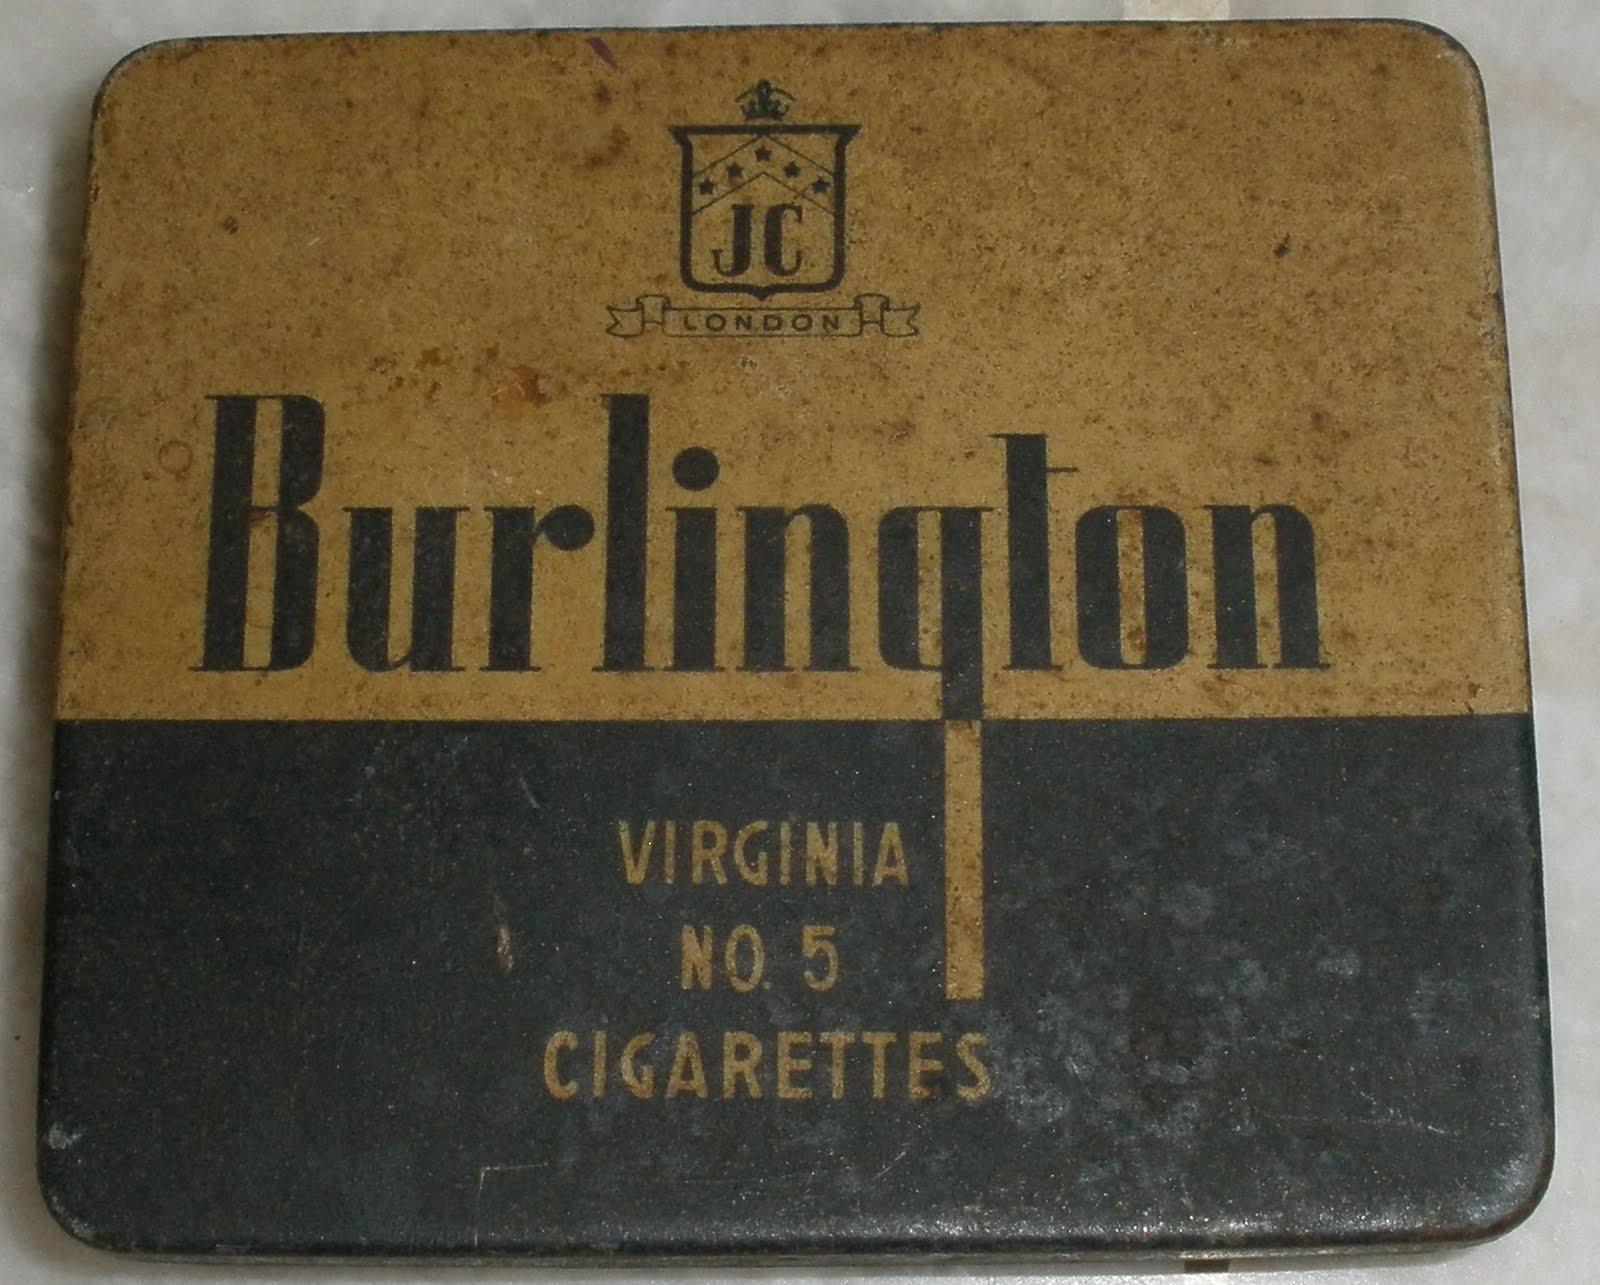 JC
LONDON
Burlington
VIRGINIA
NO. 5
CIGARETTES